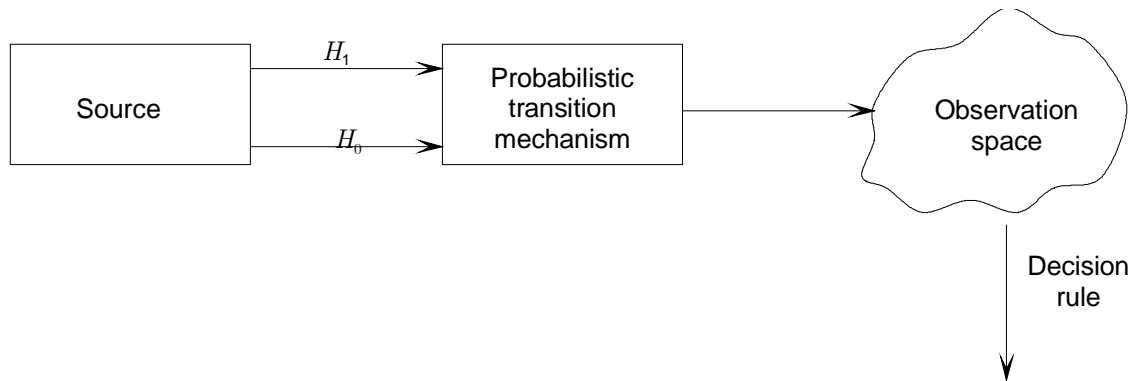 Source
H₁
H₀
Probabilistic
transition
mechanism
Observation
space
Decision
rule